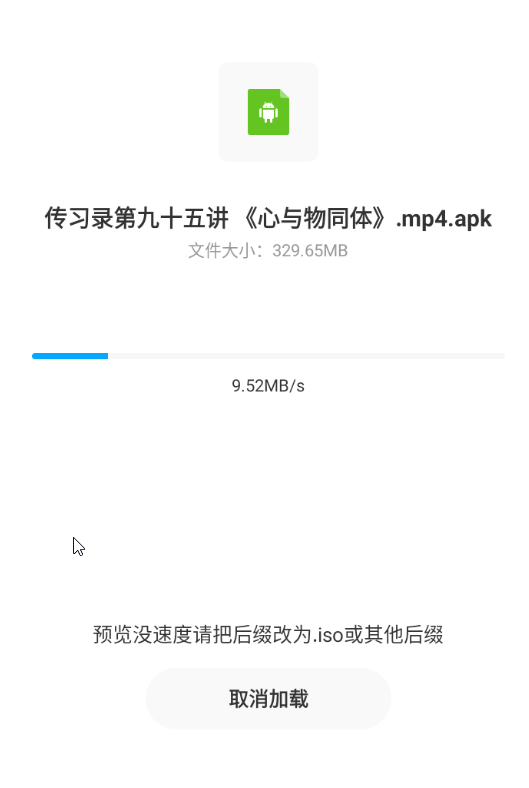 传习录第九十五讲 《心与物同体》.mp4.apk
文件大小：329.65MB
9.52MB/s
预览没速度请把后缀改为.iso或其他后缀
取消加载